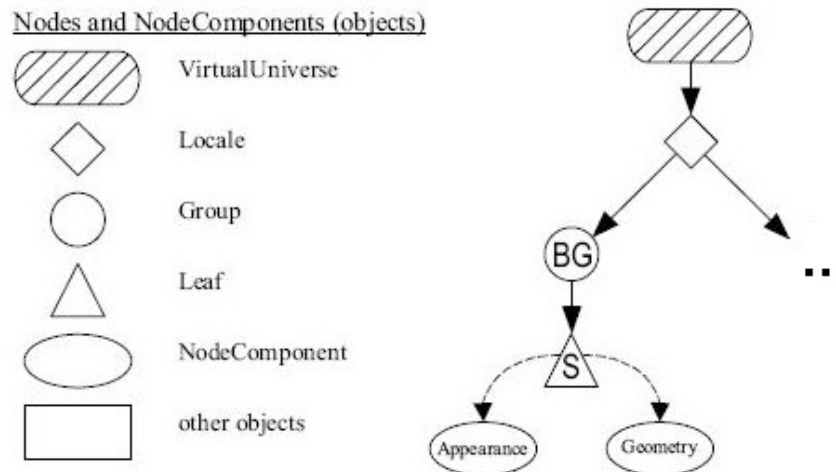 Nodes and NodeComponents (objects)
VirtualUniverse
Locale
Group
Leaf
NodeComponent
other objects
BG
..
S
Appearance
Geometry